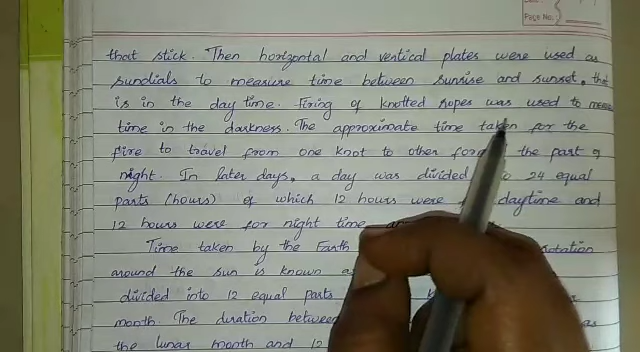 Page No:
that stick. Then horizontal and vertical plates were used as
sundials to measure time between sunrise and sunset, that
is in the day time. Firing of knotted ropes was used to
time in the darkness. The approximate time taken for the
fire to travel from one knot to other the part of
night. In later days, a day was divided 24 equal
parts (hours) of which 12 hours were daytime and
12 hours were for night time
Time taken by the Earth rotation
around the sun is known
divided into 12 equal parts
month. The duration between as
the lunar month and 12